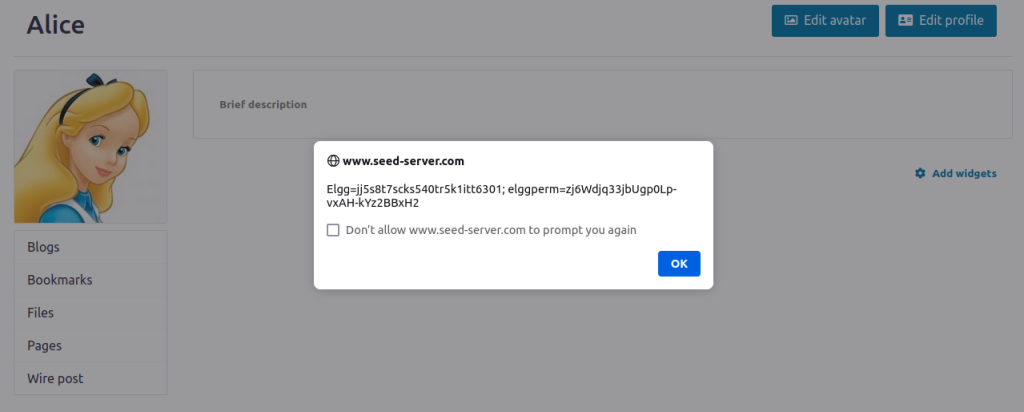 Alice
Edit avatar
Edit profile
Brief description
www.seed-server.com
Elgg=jj5s8t7scks540tr5k1itt6301; elggperm=zj6Wdjq33jbUgp0Lp-
vxAH-kYz2BBxH2
Don't allow www.seed-server.com to prompt you again
OK
Add widgets
Blogs
Bookmarks
Files
Pages
Wire post